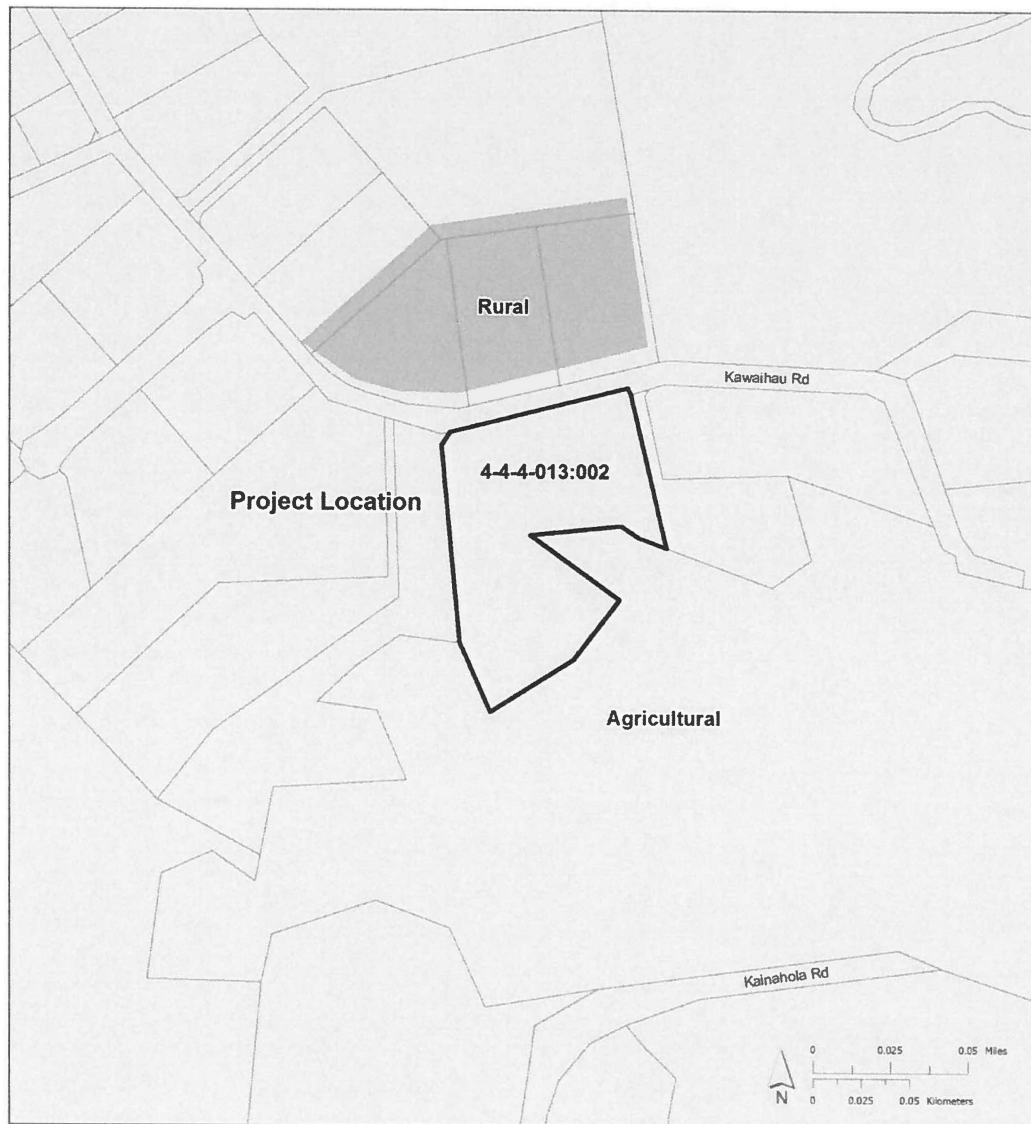 Rural
Kawaihau Rd
4-4-4-013:002
Project Location
Agricultural
Kainahola Rd
0 0.025 0.05 Miles
N
0 0.025 0.05 Kilometers